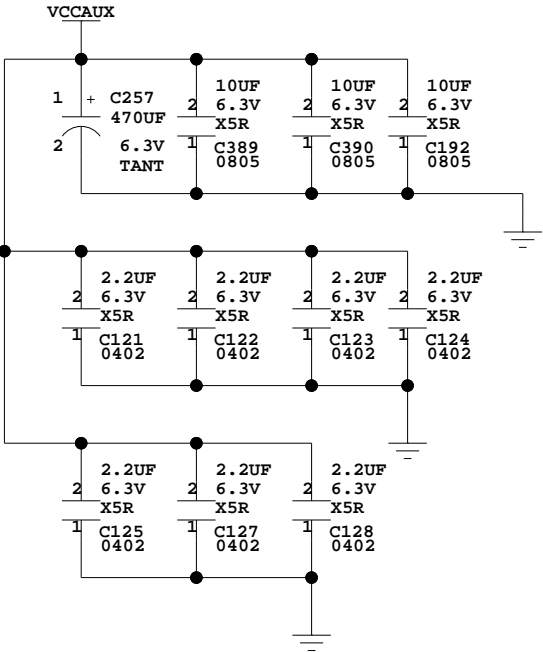 VCCAUX
1 + C257
470UF
2 6.3V
TANT
10UF
2 6.3V
X5R
1 C389
0805
10UF
2 6.3V
X5R
1 C390
0805
10UF
2 6.3V
X5R
1 C192
0805
2.2UF
2 6.3V
X5R
1 C121
0402
2.2UF
2 6.3V
X5R
1 C122
0402
2.2UF
2 6.3V
X5R
1 C123
0402
2.2UF
2 6.3V
X5R
1 C124
0402
2.2UF
2 6.3V
X5R
1 C125
0402
2.2UF
2 6.3V
X5R
1 C127
0402
2.2UF
2 6.3V
X5R
1 C128
0402